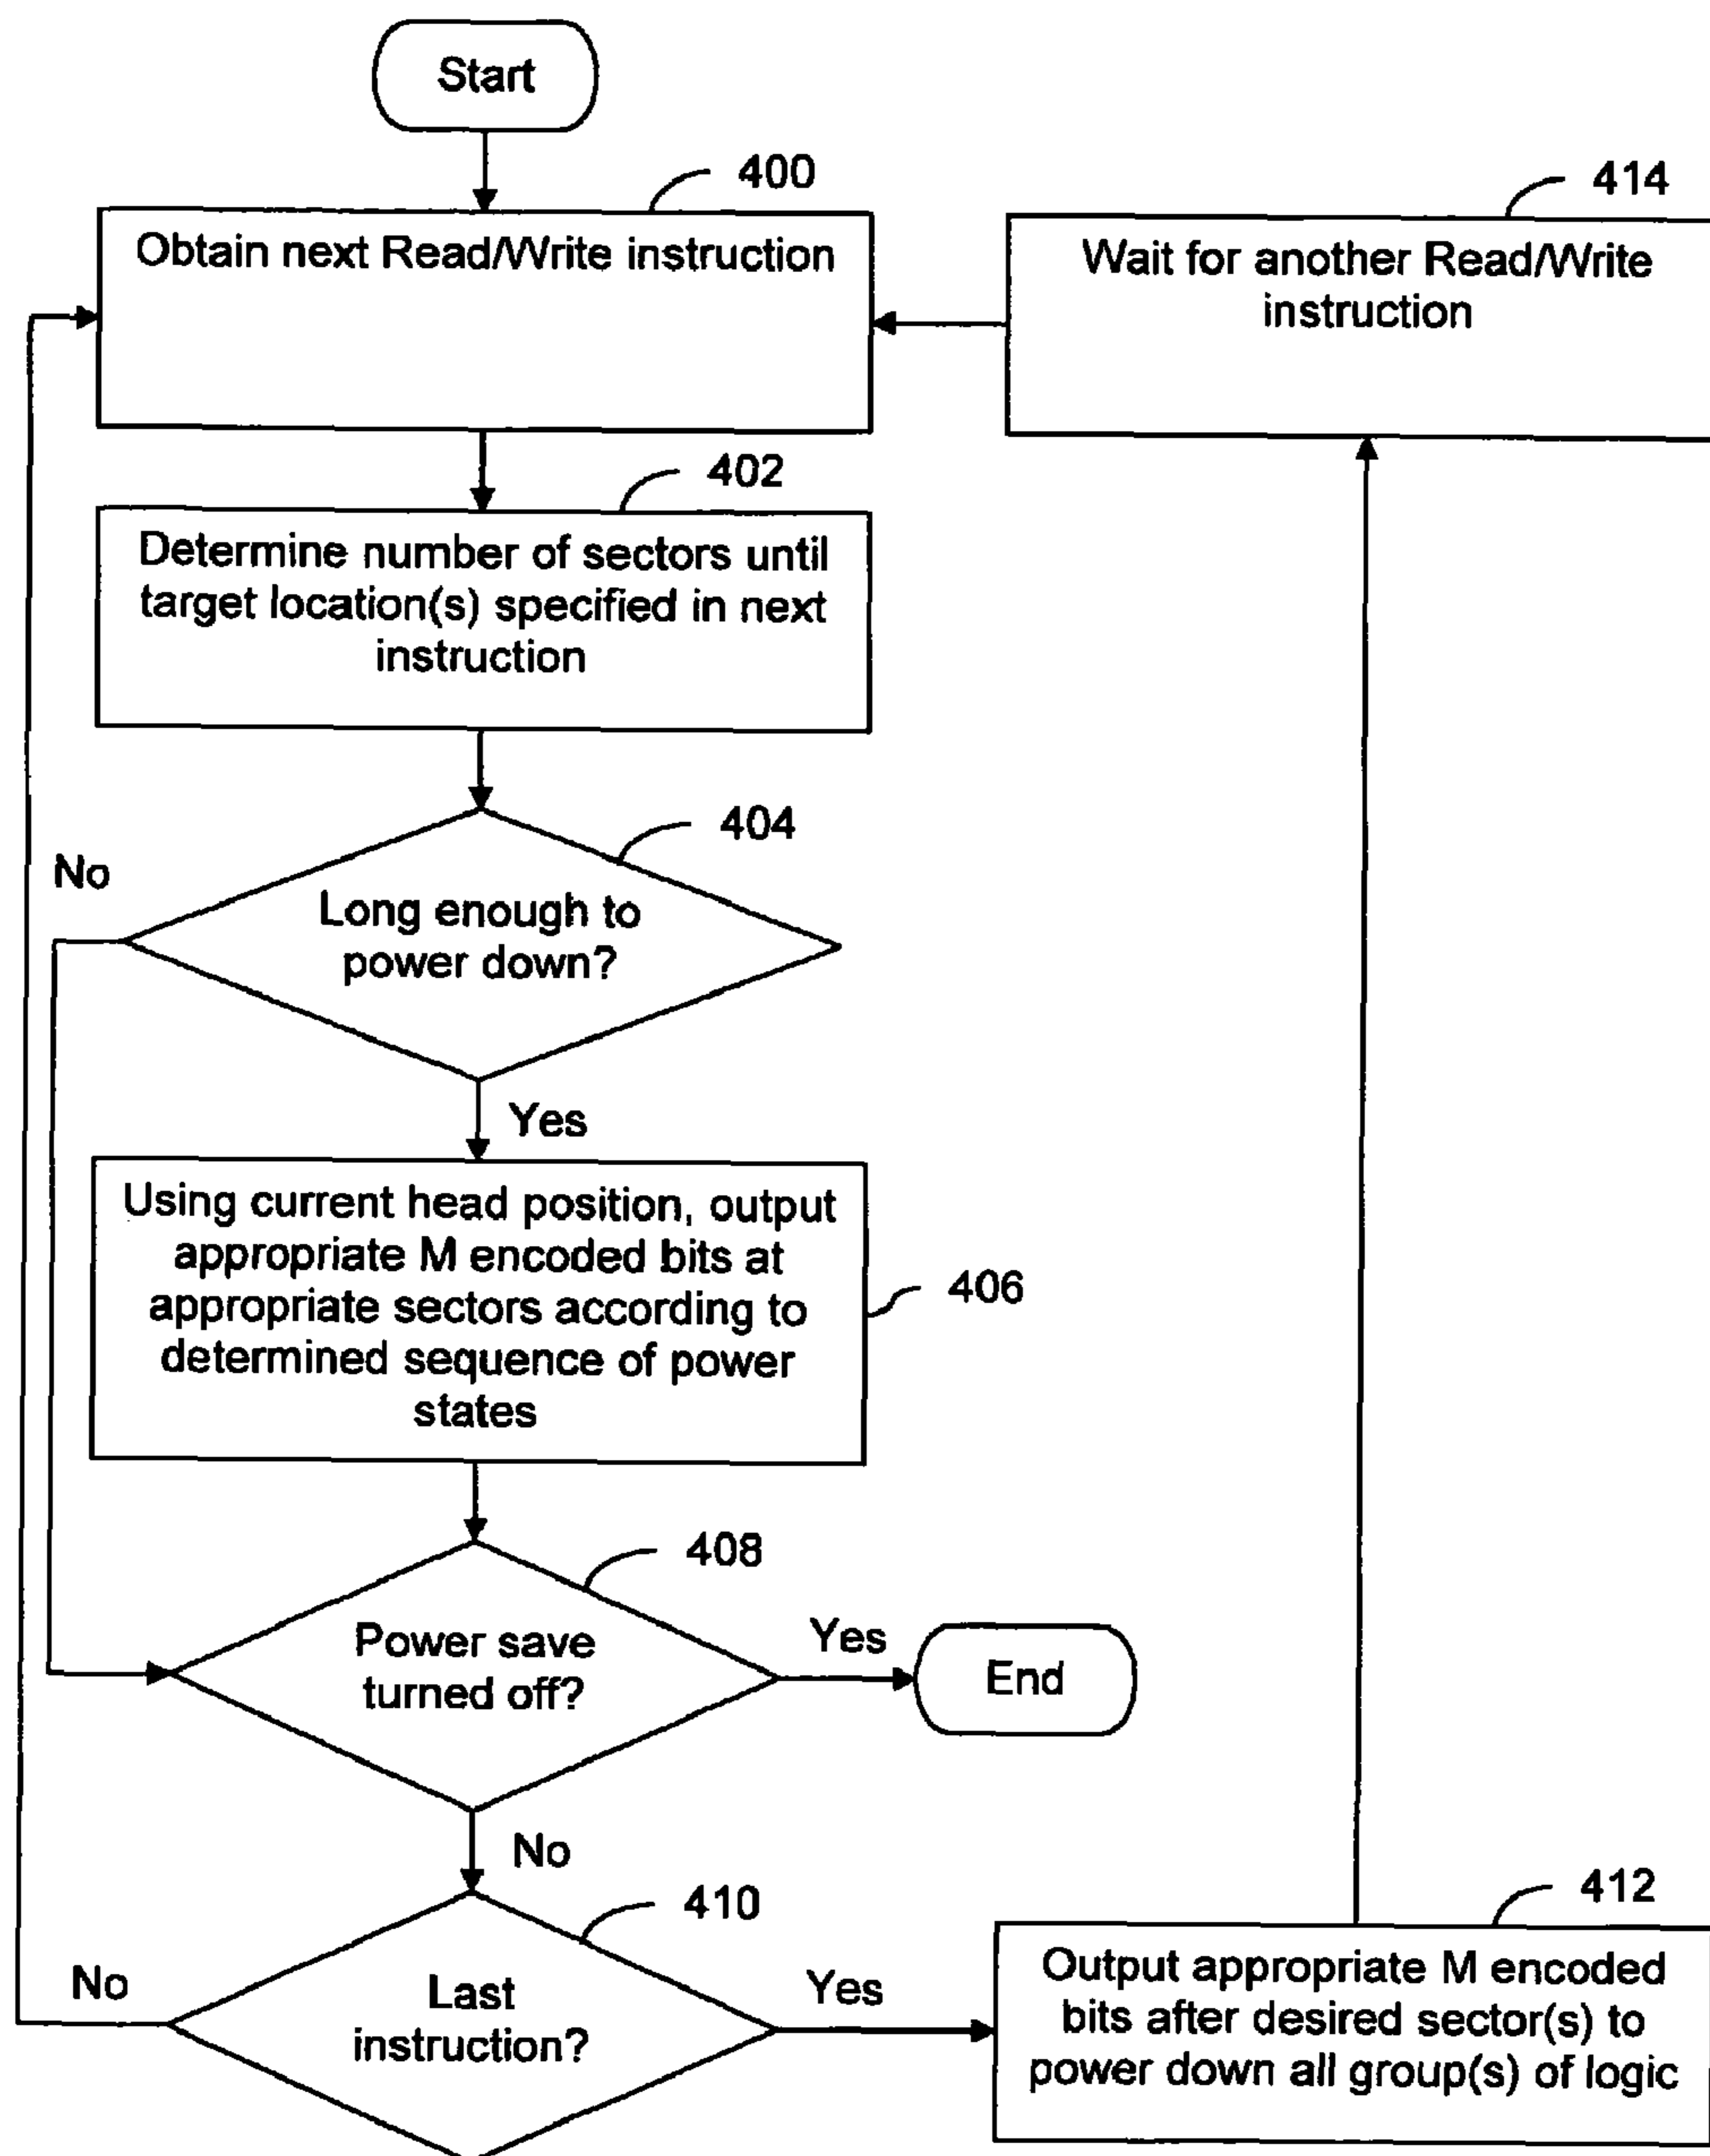 Start
400
Obtain next Read/Write instruction
414
Wait for another Read/Write
instruction
402
Determine number of sectors until
target location(s) specified in next
instruction
404
No
Long enough to
power down?
Yes
Using current head position, output
appropriate M encoded bits at
appropriate sectors according to
determined sequence of power
states
406
408
Power save
turned off?
Yes
End
No
410
Last
instruction?
No
Yes
412
Output appropriate M encoded
bits after desired sector(s) to
power down all group(s) of logic